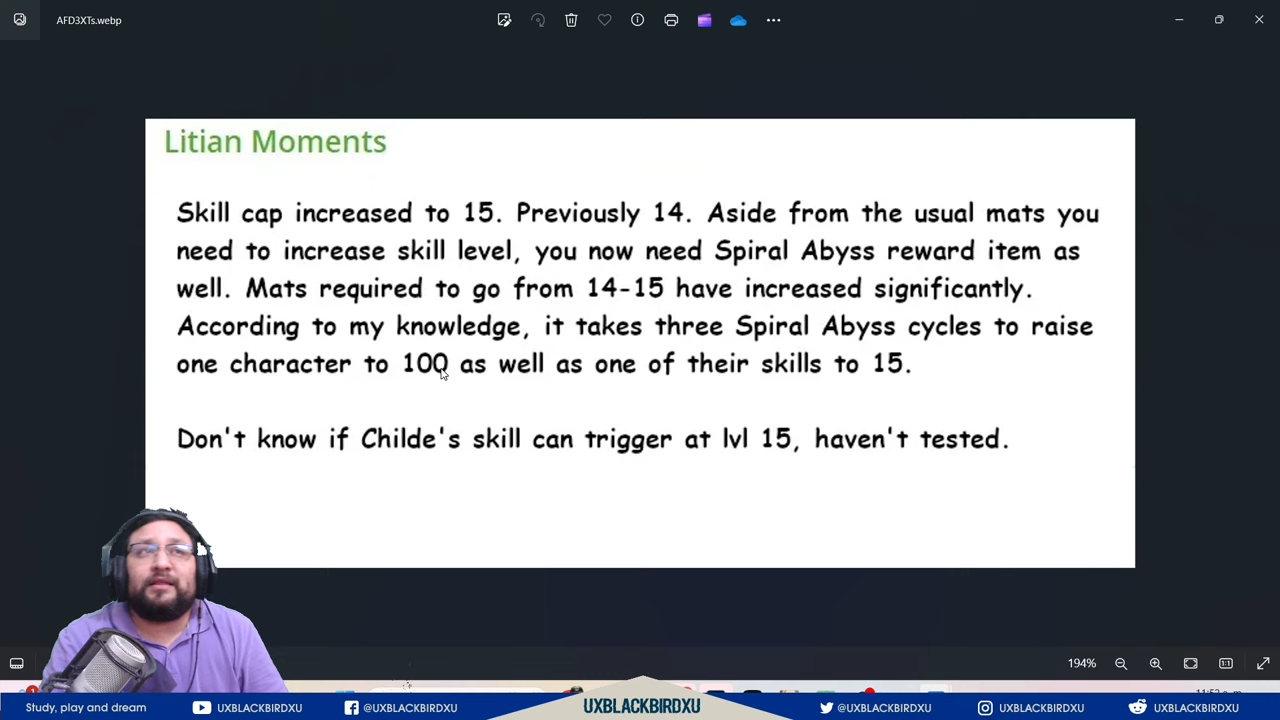 AFD3XTs.webp
Litian Moments
Skill cap increased to 15. Previously 14. Aside from the usual mats you
need to increase skill level, you now need Spiral Abyss reward item as
well. Mats required to go from 14-15 have increased significantly.
According to my knowledge, it takes three Spiral Abyss cycles to raise
one character to 100 as well as one of their skills to 15.
Don't know if Childe's skill can trigger at lvl 15, haven't tested.
194%
1:1
Study, play and dream
UXBLACKBIRDXU
@UXBLACKBIRDXU
UXBLACKBIRDXU
@UXBLACKBIRDXU
UXBLACKBIRDXU
UXBLACKBIRDXU